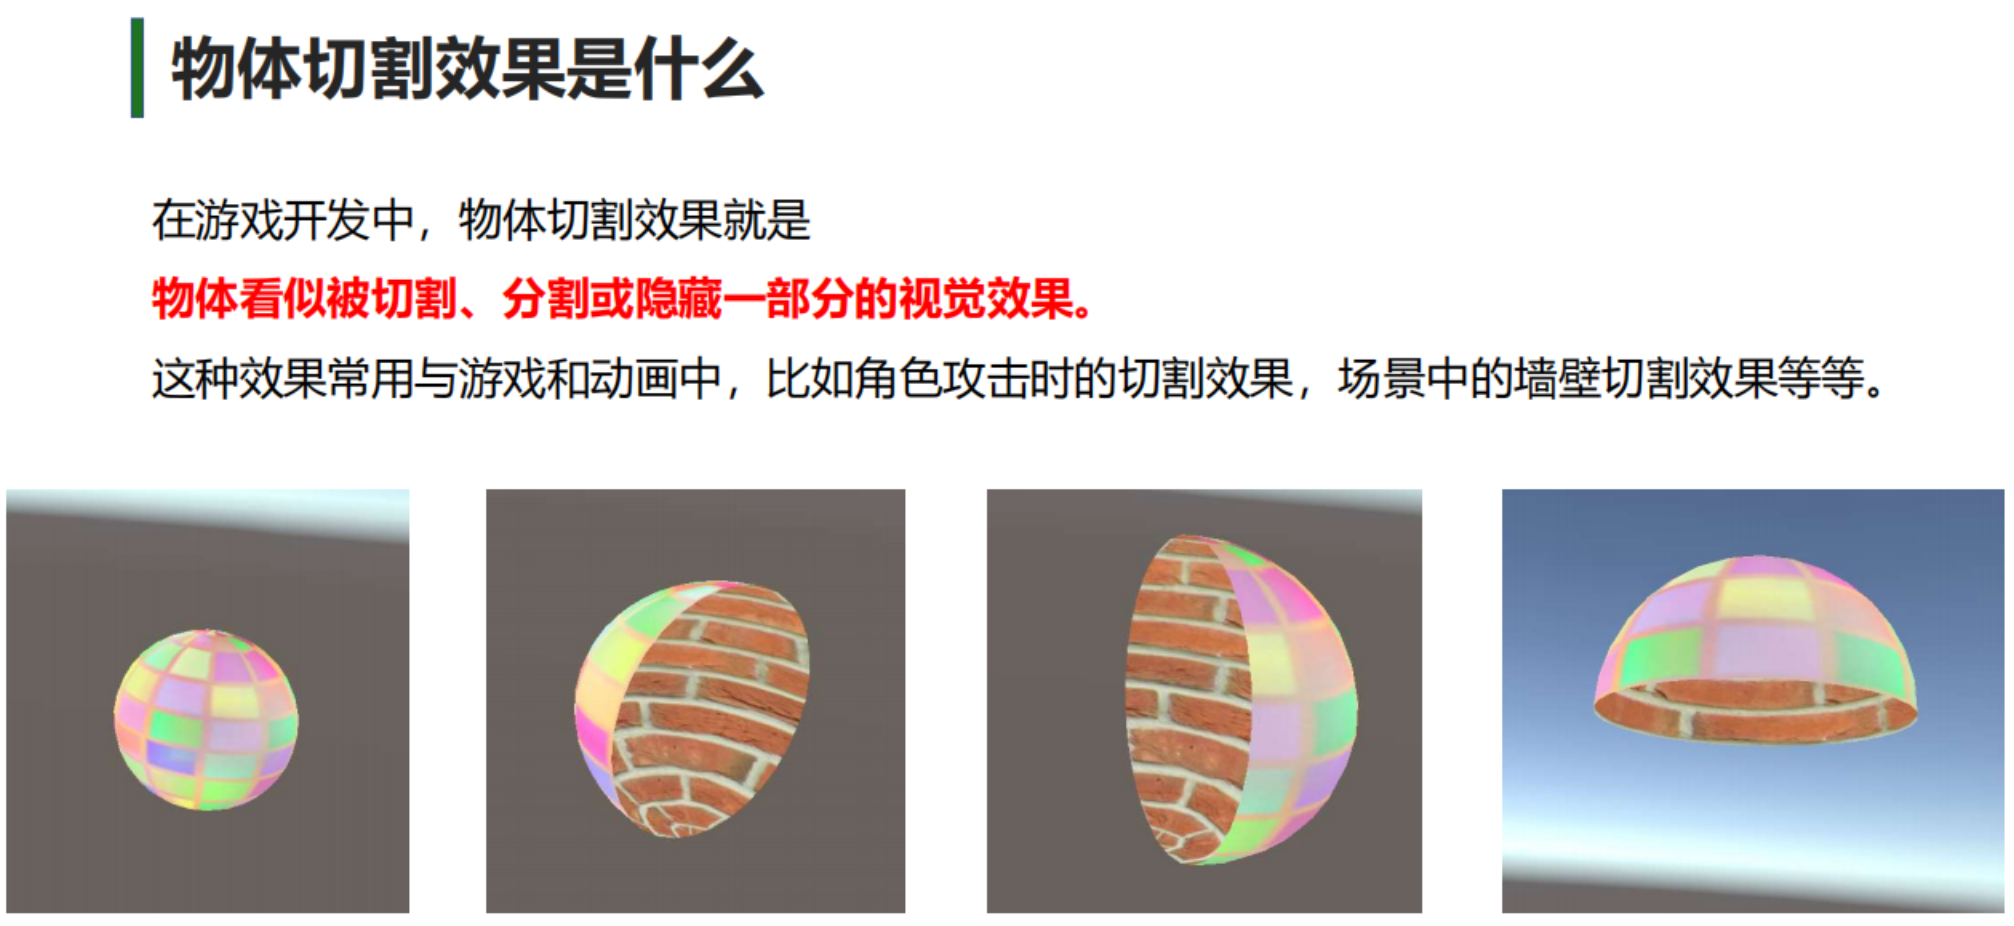 物体切割效果是什么
在游戏开发中，物体切割效果就是
物体看似被切割、分割或隐藏一部分的视觉效果。
这种效果常用与游戏和动画中，比如角色攻击时的切割效果，场景中的墙壁切割效果等等。